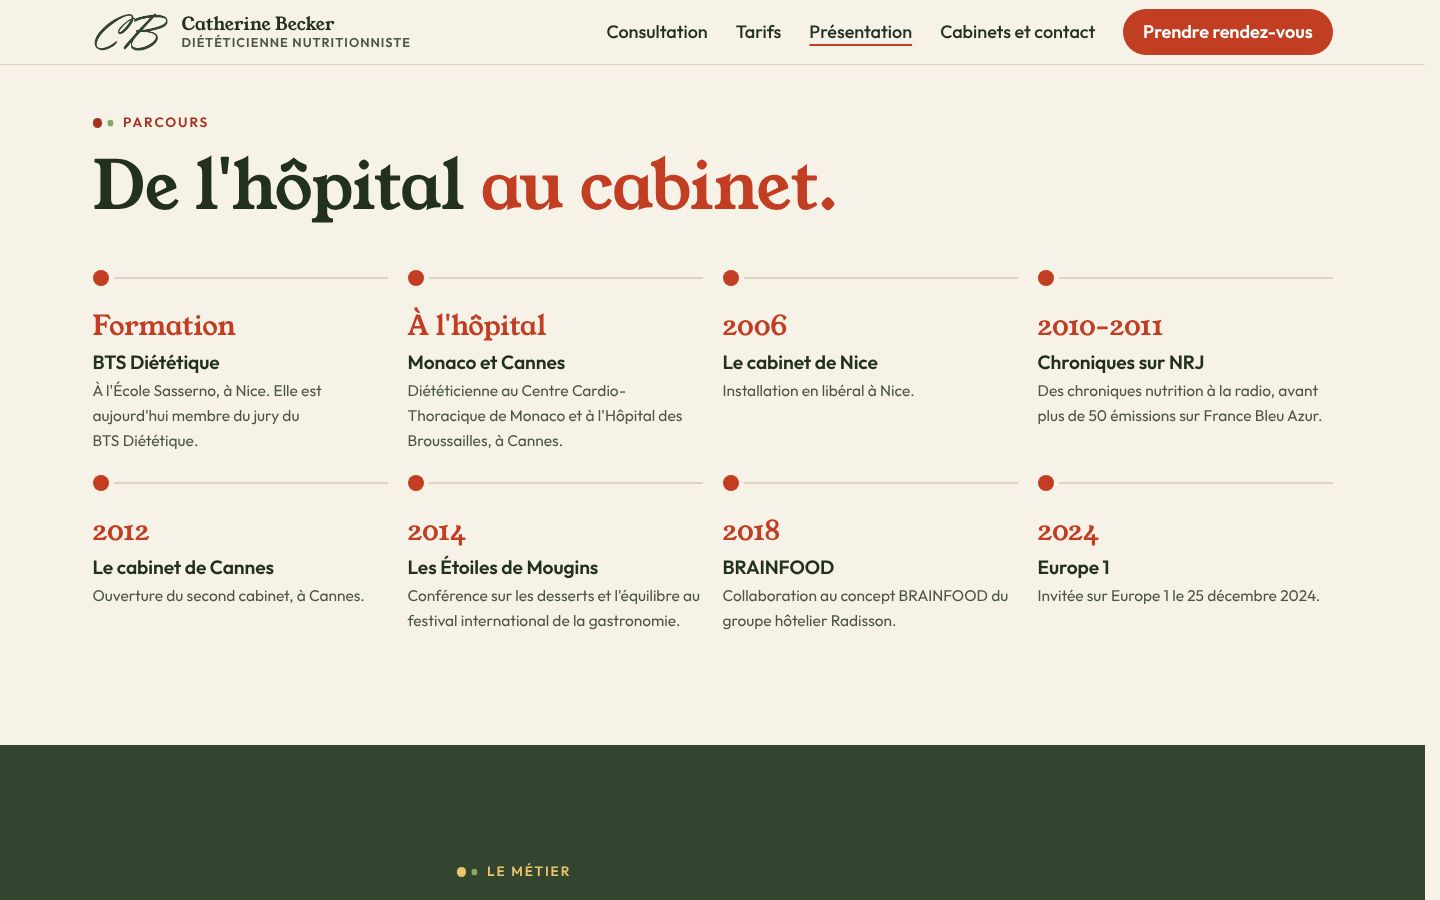 CB
Catherine Becker
DIÉTÉTICIENNE NUTRITIONNISTE
Consultation
Tarifs
Présentation
Cabinets et contact
Prendre rendez-vous
PARCOURS
De l'hôpital au cabinet.
Formation
BTS Diététique
À l'École Sasserno, à Nice. Elle est
aujourd'hui membre du jury du
BTS Diététique.
À l'hôpital
Monaco et Cannes
Diététicienne au Centre Cardio-
Thoracique de Monaco et à l'Hôpital des
Broussailles, à Cannes.
2006
Le cabinet de Nice
Installation en libéral à Nice.
2010-2011
Chroniques sur NRJ
Des chroniques nutrition à la radio, avant
plus de 50 émissions sur France Bleu Azur.
2012
Le cabinet de Cannes
Ouverture du second cabinet, à Cannes.
2014
Les Étoiles de Mougins
Conférence sur les desserts et l'équilibre au
festival international de la gastronomie.
2018
BRAINFOOD
Collaboration au concept BRAINFOOD du
groupe hôtelier Radisson.
2024
Europe 1
Invitée sur Europe 1 le 25 décembre 2024.
LE MÉTIER